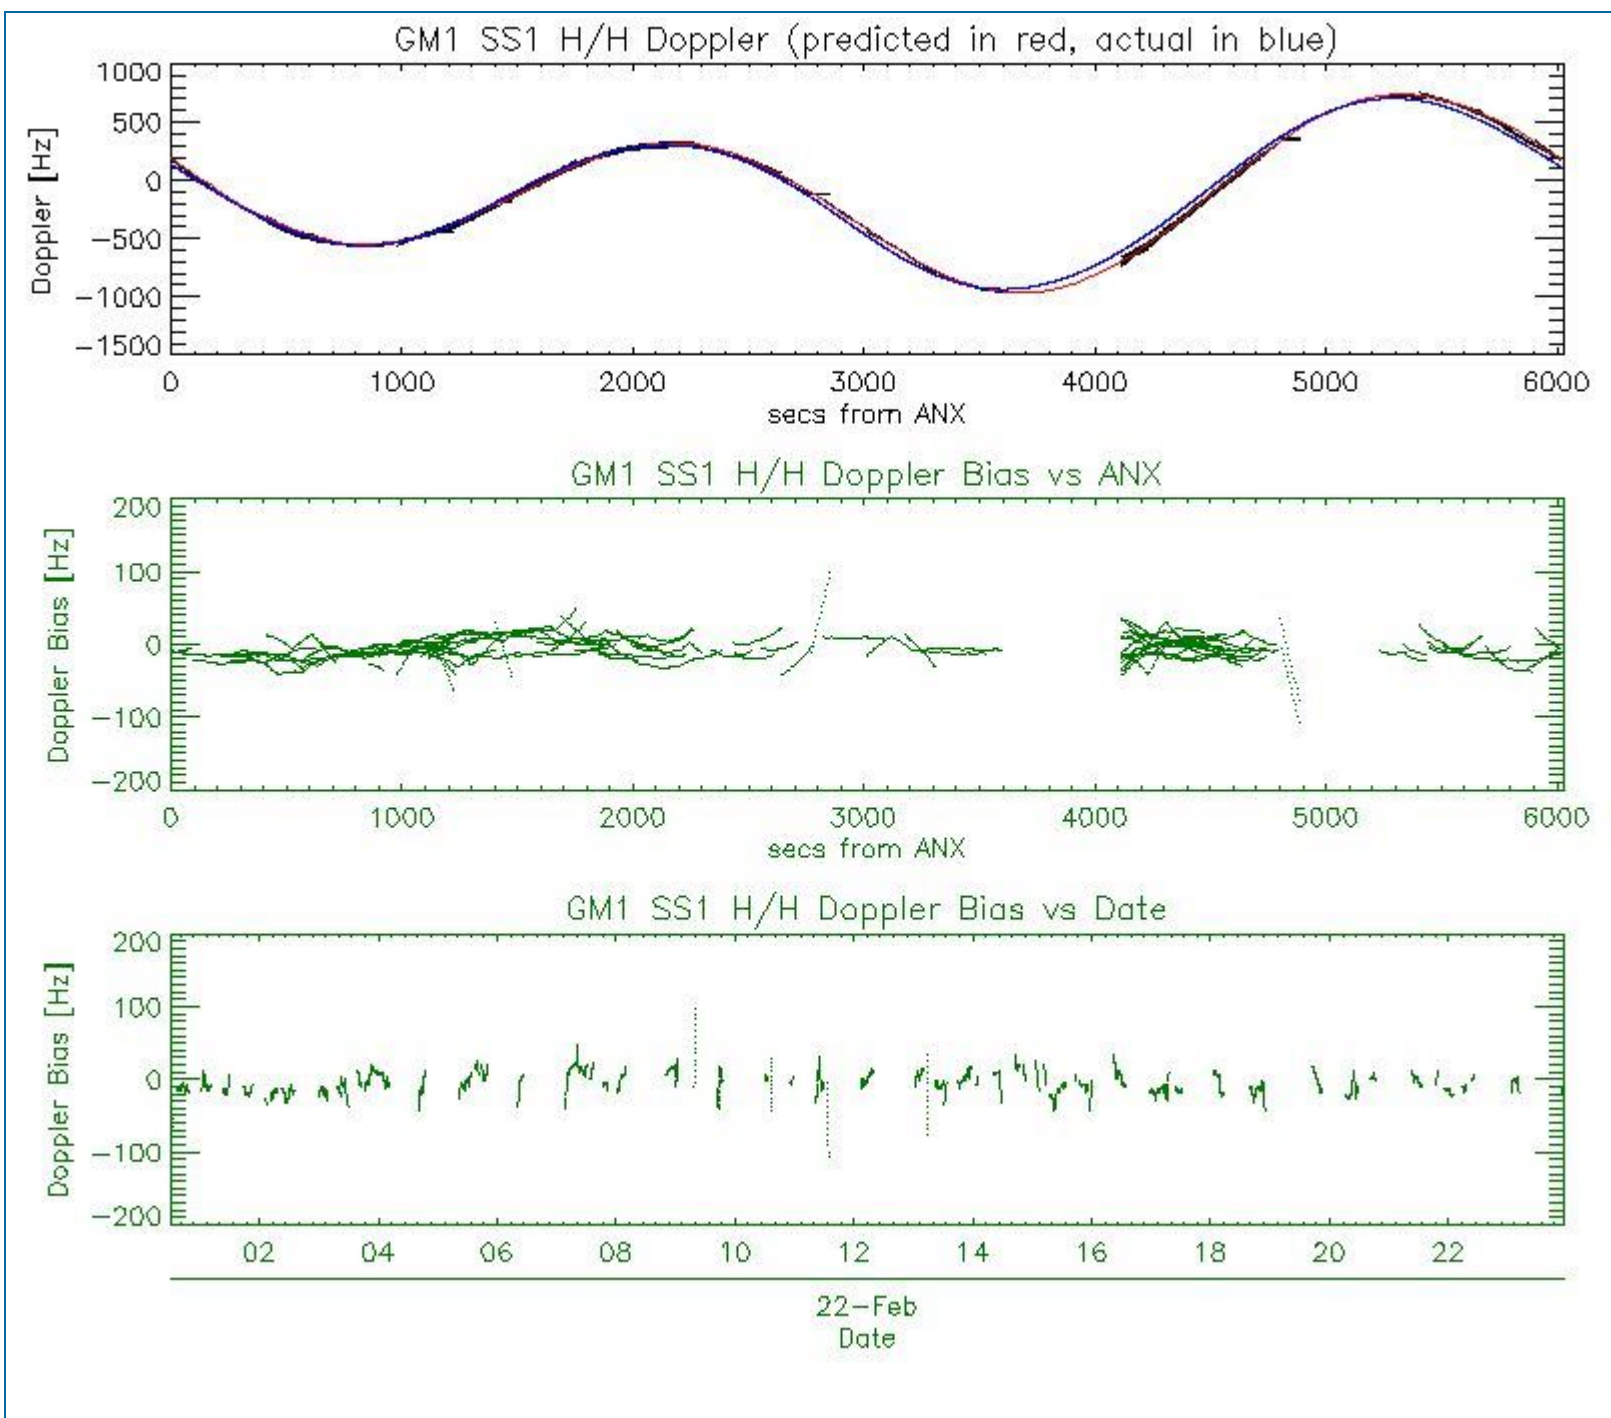 GM1 SS1 H/H Doppler (predicted in red, actual in blue)
1000
500
0
−500
−1000
−1500
Doppler [Hz]
0 1000 2000 3000 4000 5000 6000
secs from ANX
GM1 SS1 H/H Doppler Bias vs ANX
200
100
0
−100
−200
Doppler Bias [Hz]
0 1000 2000 3000 4000 5000 6000
secs from ANX
GM1 SS1 H/H Doppler Bias vs Date
200
100
0
−100
−200
Doppler Bias [Hz]
02 04 06 08 10 12 14 16 18 20 22
22−Feb
Date